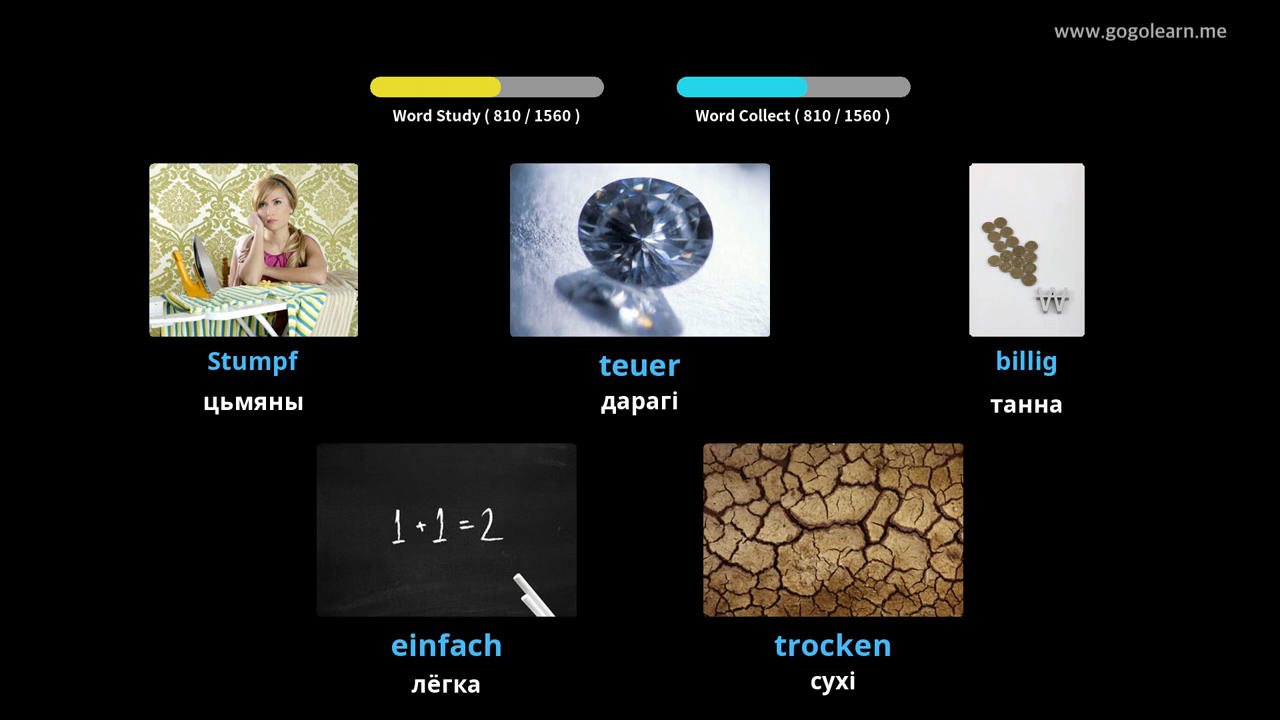 www.gogolearn.me
Word Study ( 810 / 1560 )
Word Collect ( 810 / 1560 )
Stumpf
цьмяны
teuer
дарагі
billig
танна
1 + 1 = 2
einfach
лёгка
trocken
сухі